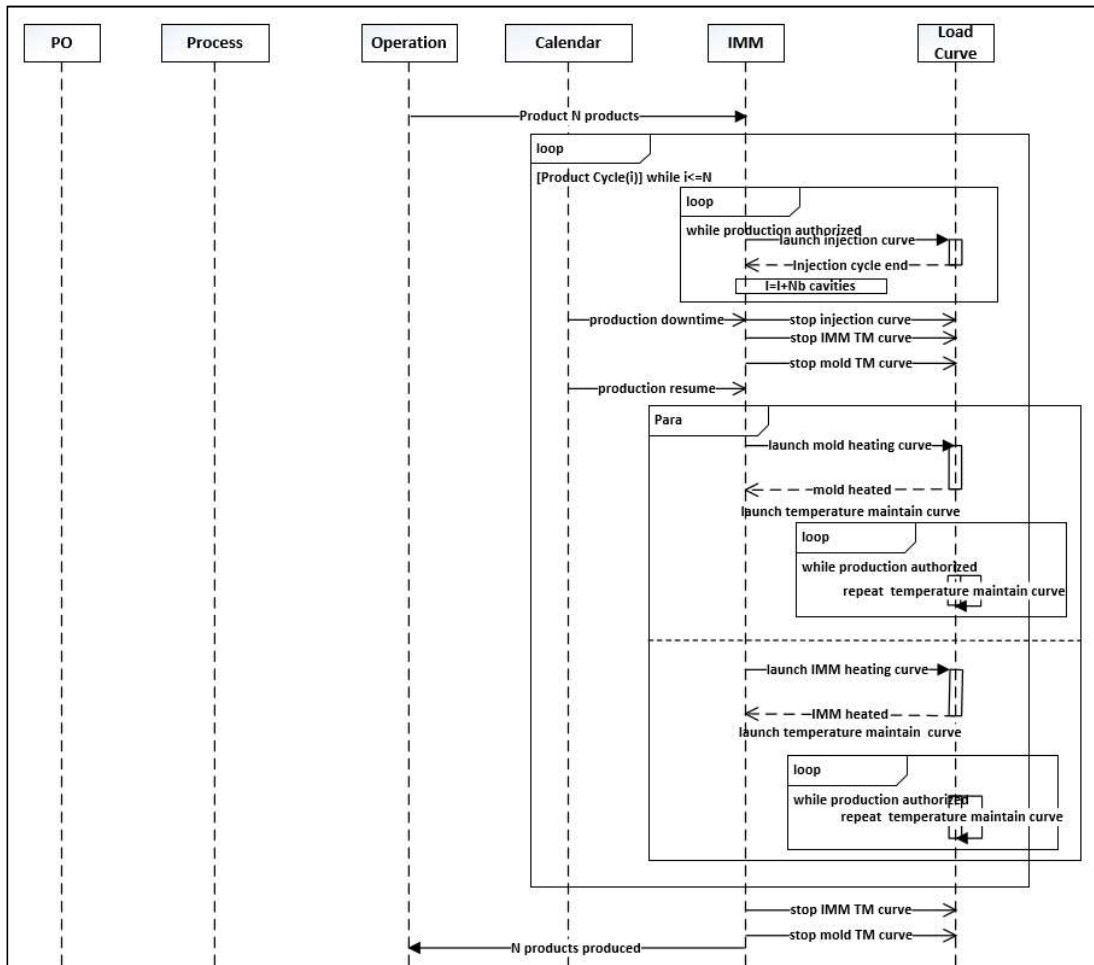 PO
Process
Operation
Calendar
IMM
Load
Curve
Product N products
loop
[Product Cycle(i)] while i<=N
loop
while production authorized
launch injection curve
Injection cycle end
I=I+Nb cavities
production downtime
stop injection curve
stop IMM TM curve
stop mold TM curve
production resume
Para
launch mold heating curve
mold heated
launch temperature maintain curve
loop
while production authorized
repeat temperature maintain curve
launch IMM heating curve
IMM heated
launch temperature maintain curve
loop
while production authorized
repeat temperature maintain curve
stop IMM TM curve
stop mold TM curve
N products produced